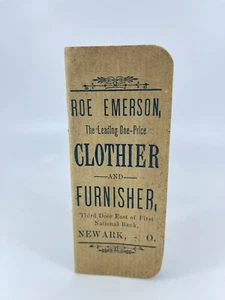 ROE EMERSON,
The Leading One-Price
CLOTHIER
—AND—
FURNISHER,
Third Door East of First
National Bank,
NEWARK, - O.